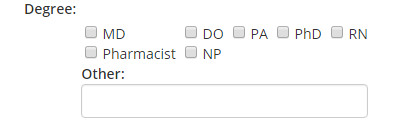 Degree:
MD DO PA PhD RN
Pharmacist NP
Other: